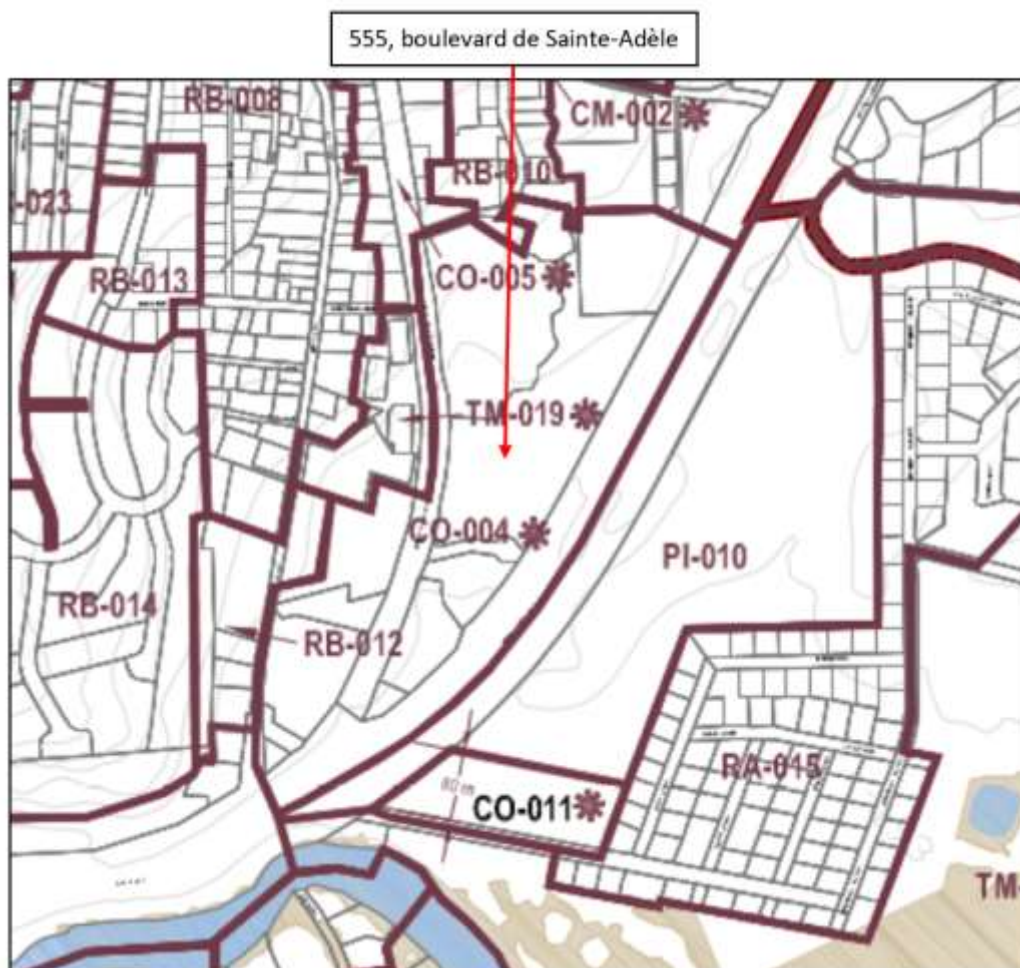 555, boulevard de Sainte-Adèle
RB-008
CM-002
RB-010
-023
RB-013
CO-005
TM-019
CO-004
PI-010
RB-014
RB-012
RA-015
80 m
CO-011
TM-